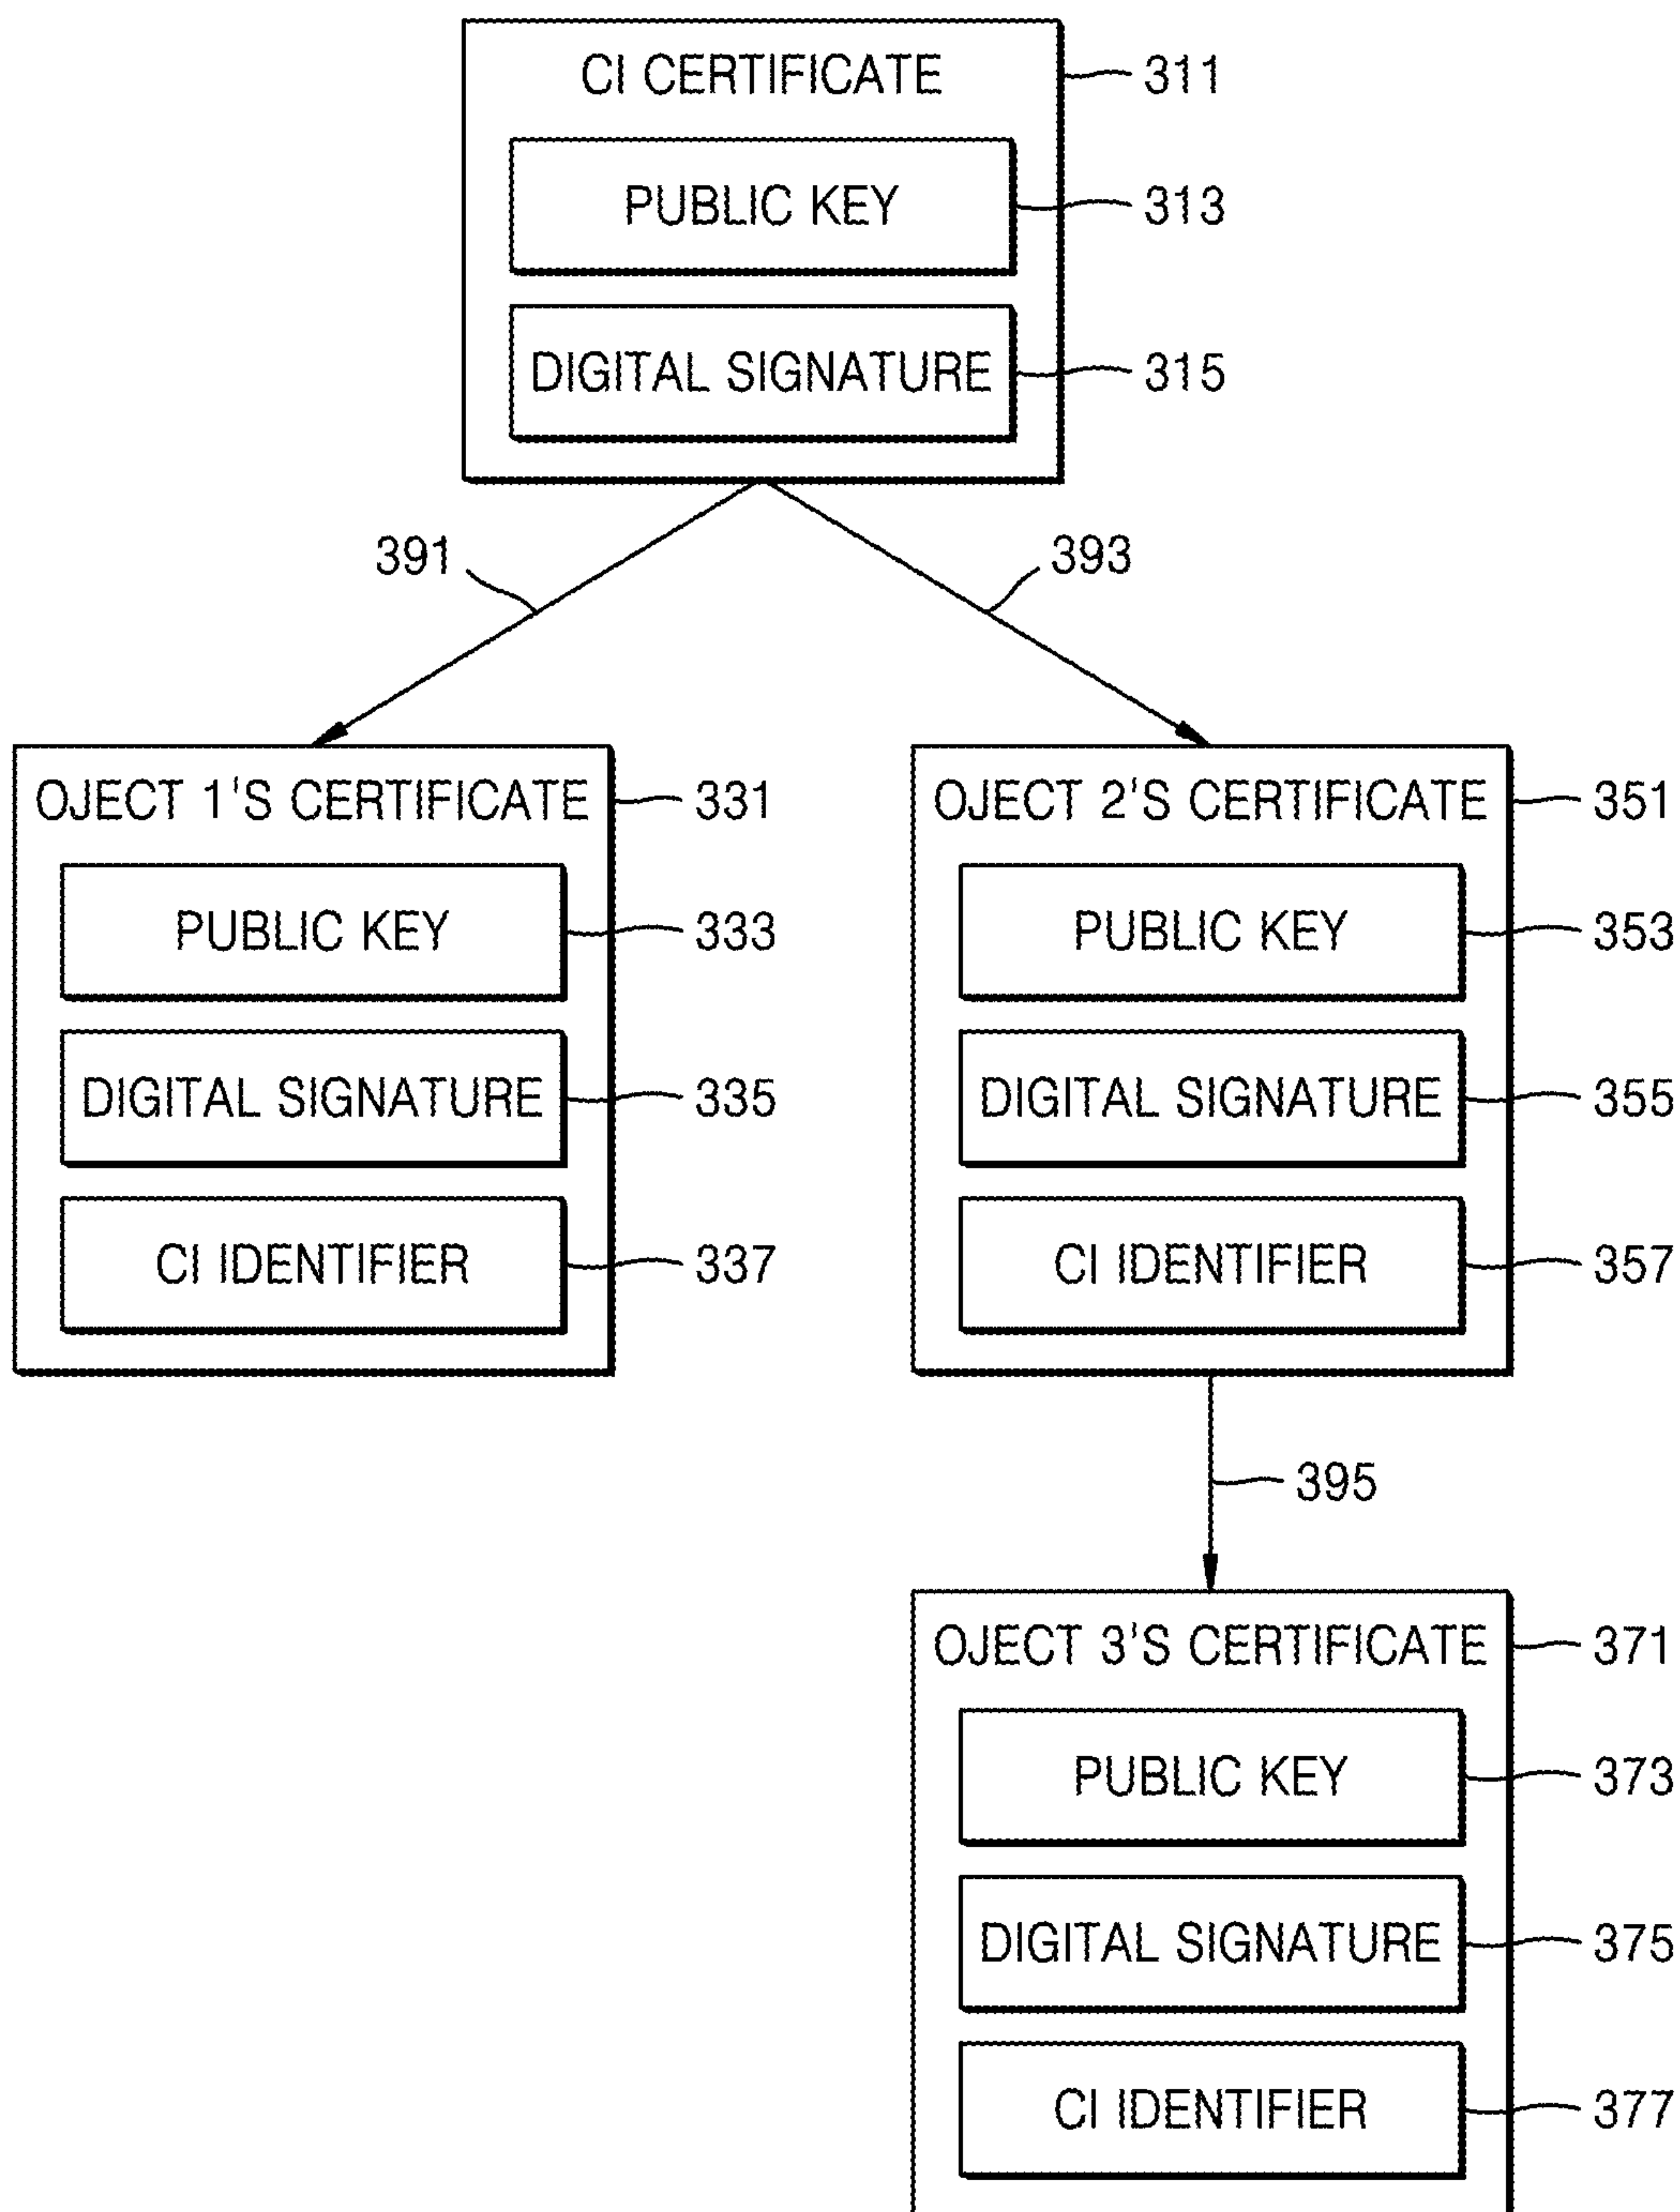 CI CERTIFICATE 311
PUBLIC KEY 313
DIGITAL SIGNATURE 315
391 393
OJECT 1'S CERTIFICATE 331
PUBLIC KEY 333
DIGITAL SIGNATURE 335
CI IDENTIFIER 337
OJECT 2'S CERTIFICATE 351
PUBLIC KEY 353
DIGITAL SIGNATURE 355
CI IDENTIFIER 357
395
OJECT 3'S CERTIFICATE 371
PUBLIC KEY 373
DIGITAL SIGNATURE 375
CI IDENTIFIER 377